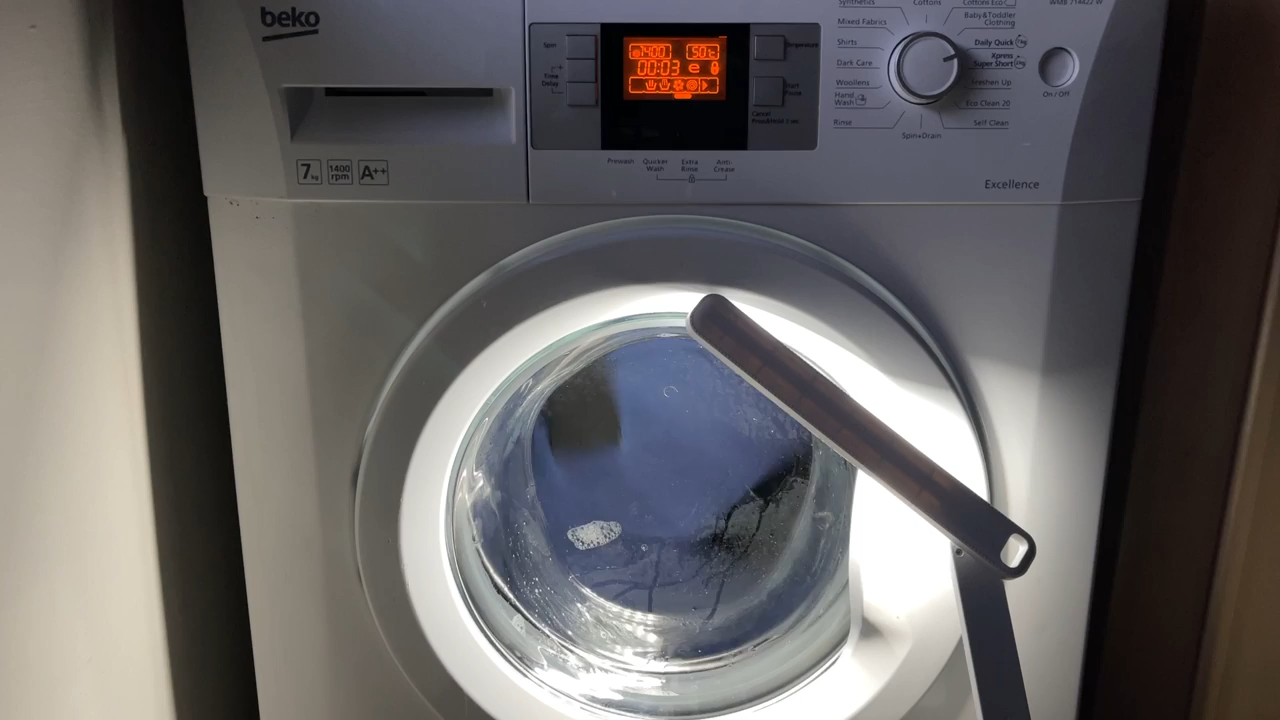 beko
7 kg
1400 rpm
A++
Spin
Time Delay
+
-
1400
50°c
00:03 e
Start Pause
Cancel
Prewash
Quicker Wash
Extra Rinse
Anti Crease
Synthetics
Mixed Fabrics
Shirts
Dark Care
Woollens
Hand Wash
Rinse
Spin+Drain
Cottons
Cottons Eco
Baby&Toddler Clothing
Daily Quick
Xpress Super Short
Freshen Up
Eco Clean 20
Self Clean
On / Off
Excellence